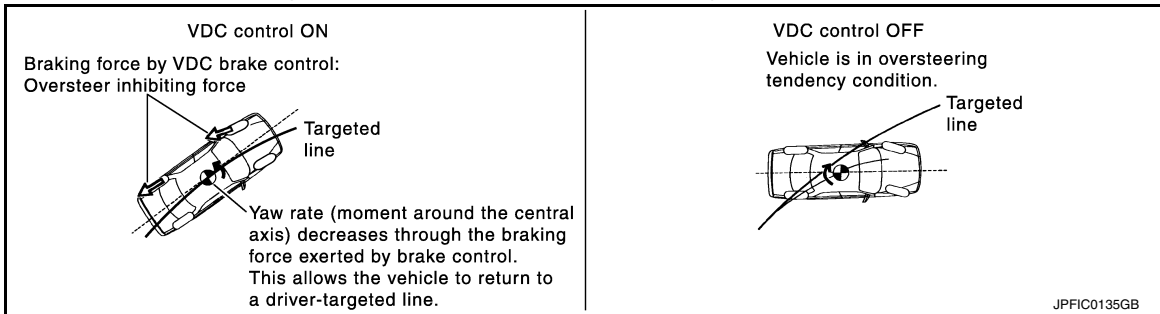 VDC control ON
Braking force by VDC brake control:
Oversteer inhibiting force
Targeted
line
Yaw rate (moment around the central
axis) decreases through the braking
force exerted by brake control.
This allows the vehicle to return to
a driver-targeted line.
VDC control OFF
Vehicle is in oversteering
tendency condition.
Targeted
line
JPFIC0135GB